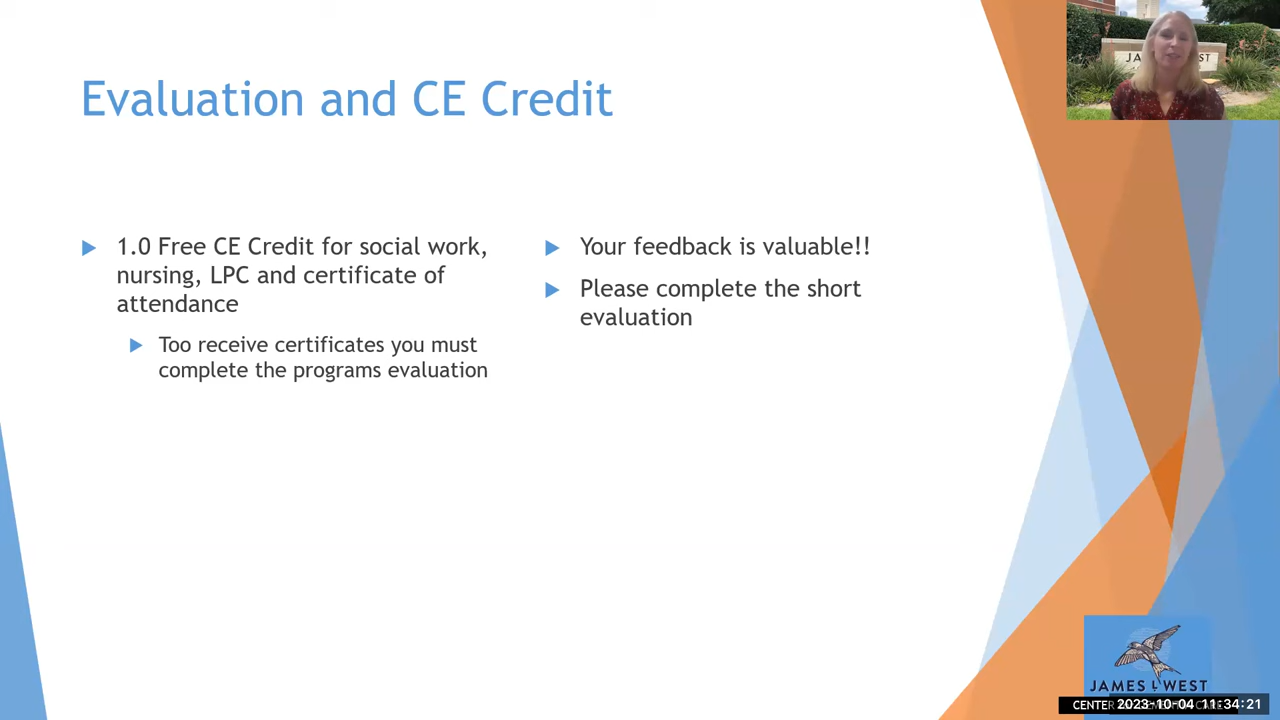 Evaluation and CE Credit
1.0 Free CE Credit for social work,
nursing, LPC and certificate of
attendance
Too receive certificates you must
complete the programs evaluation
Your feedback is valuable!!
Please complete the short
evaluation
JAMES L WEST
CENTER
2023-10-04 11:34:21